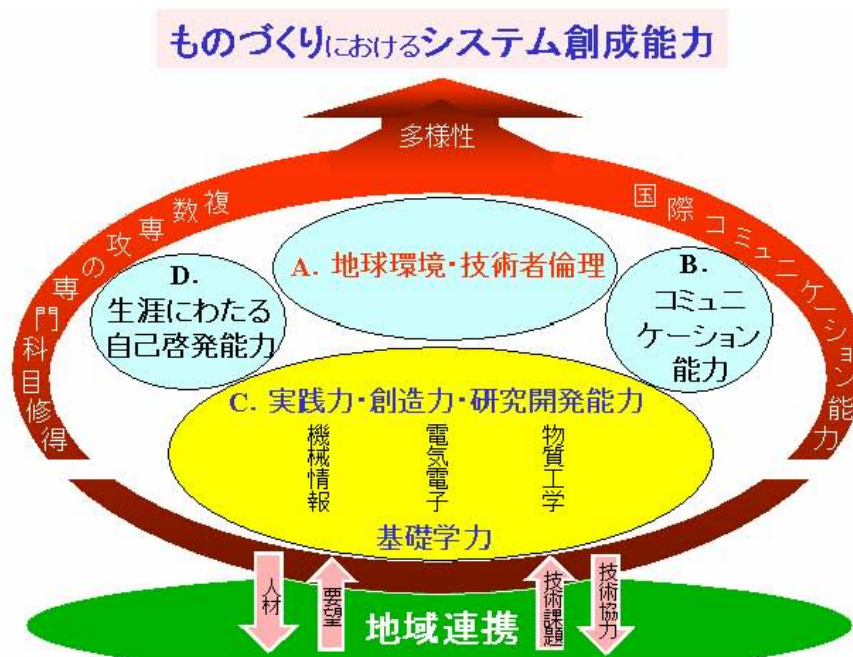 ものづくりにおけるシステム創成能力
多様性
複数専攻の専門科目修得
国際コミュニケーション能力
A. 地球環境・技術者倫理
D.
生涯にわたる
自己啓発能力
B.
コミュニ
ケーション
能力
C. 実践力・創造力・研究開発能力
機械情報
電気電子
物質工学
基礎学力
人材
要望
技術課題
技術協力
地域連携